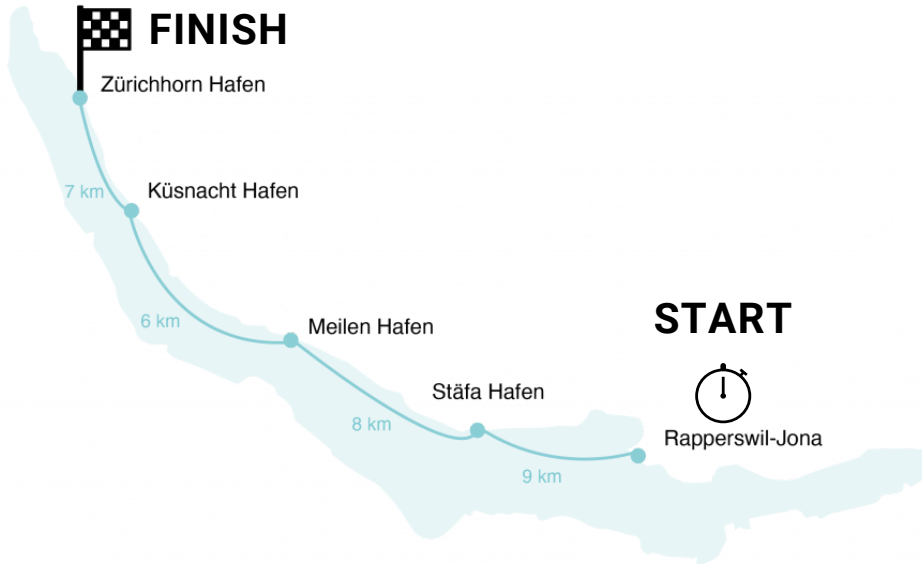 FINISH
Zürichhorn Hafen
7 km
Küsnacht Hafen
6 km
Meilen Hafen
START
Stäfa Hafen
8 km
Rapperswil-Jona
9 km